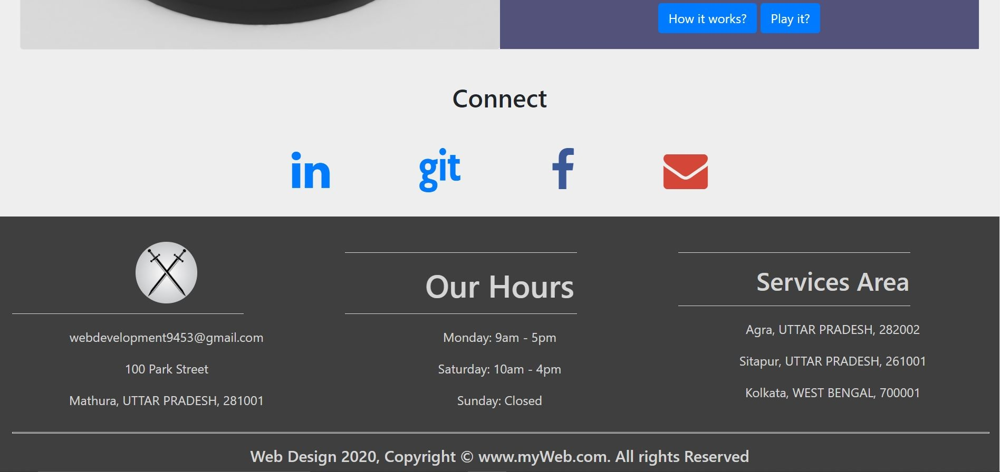 How it works? Play it?
Connect
in git f
Our Hours
Services Area
webdevelopment9453@gmail.com
100 Park Street
Mathura, UTTAR PRADESH, 281001
Monday: 9am - 5pm
Saturday: 10am - 4pm
Sunday: Closed
Agra, UTTAR PRADESH, 282002
Sitapur, UTTAR PRADESH, 261001
Kolkata, WEST BENGAL, 700001
Web Design 2020, Copyright © www.myWeb.com. All rights Reserved